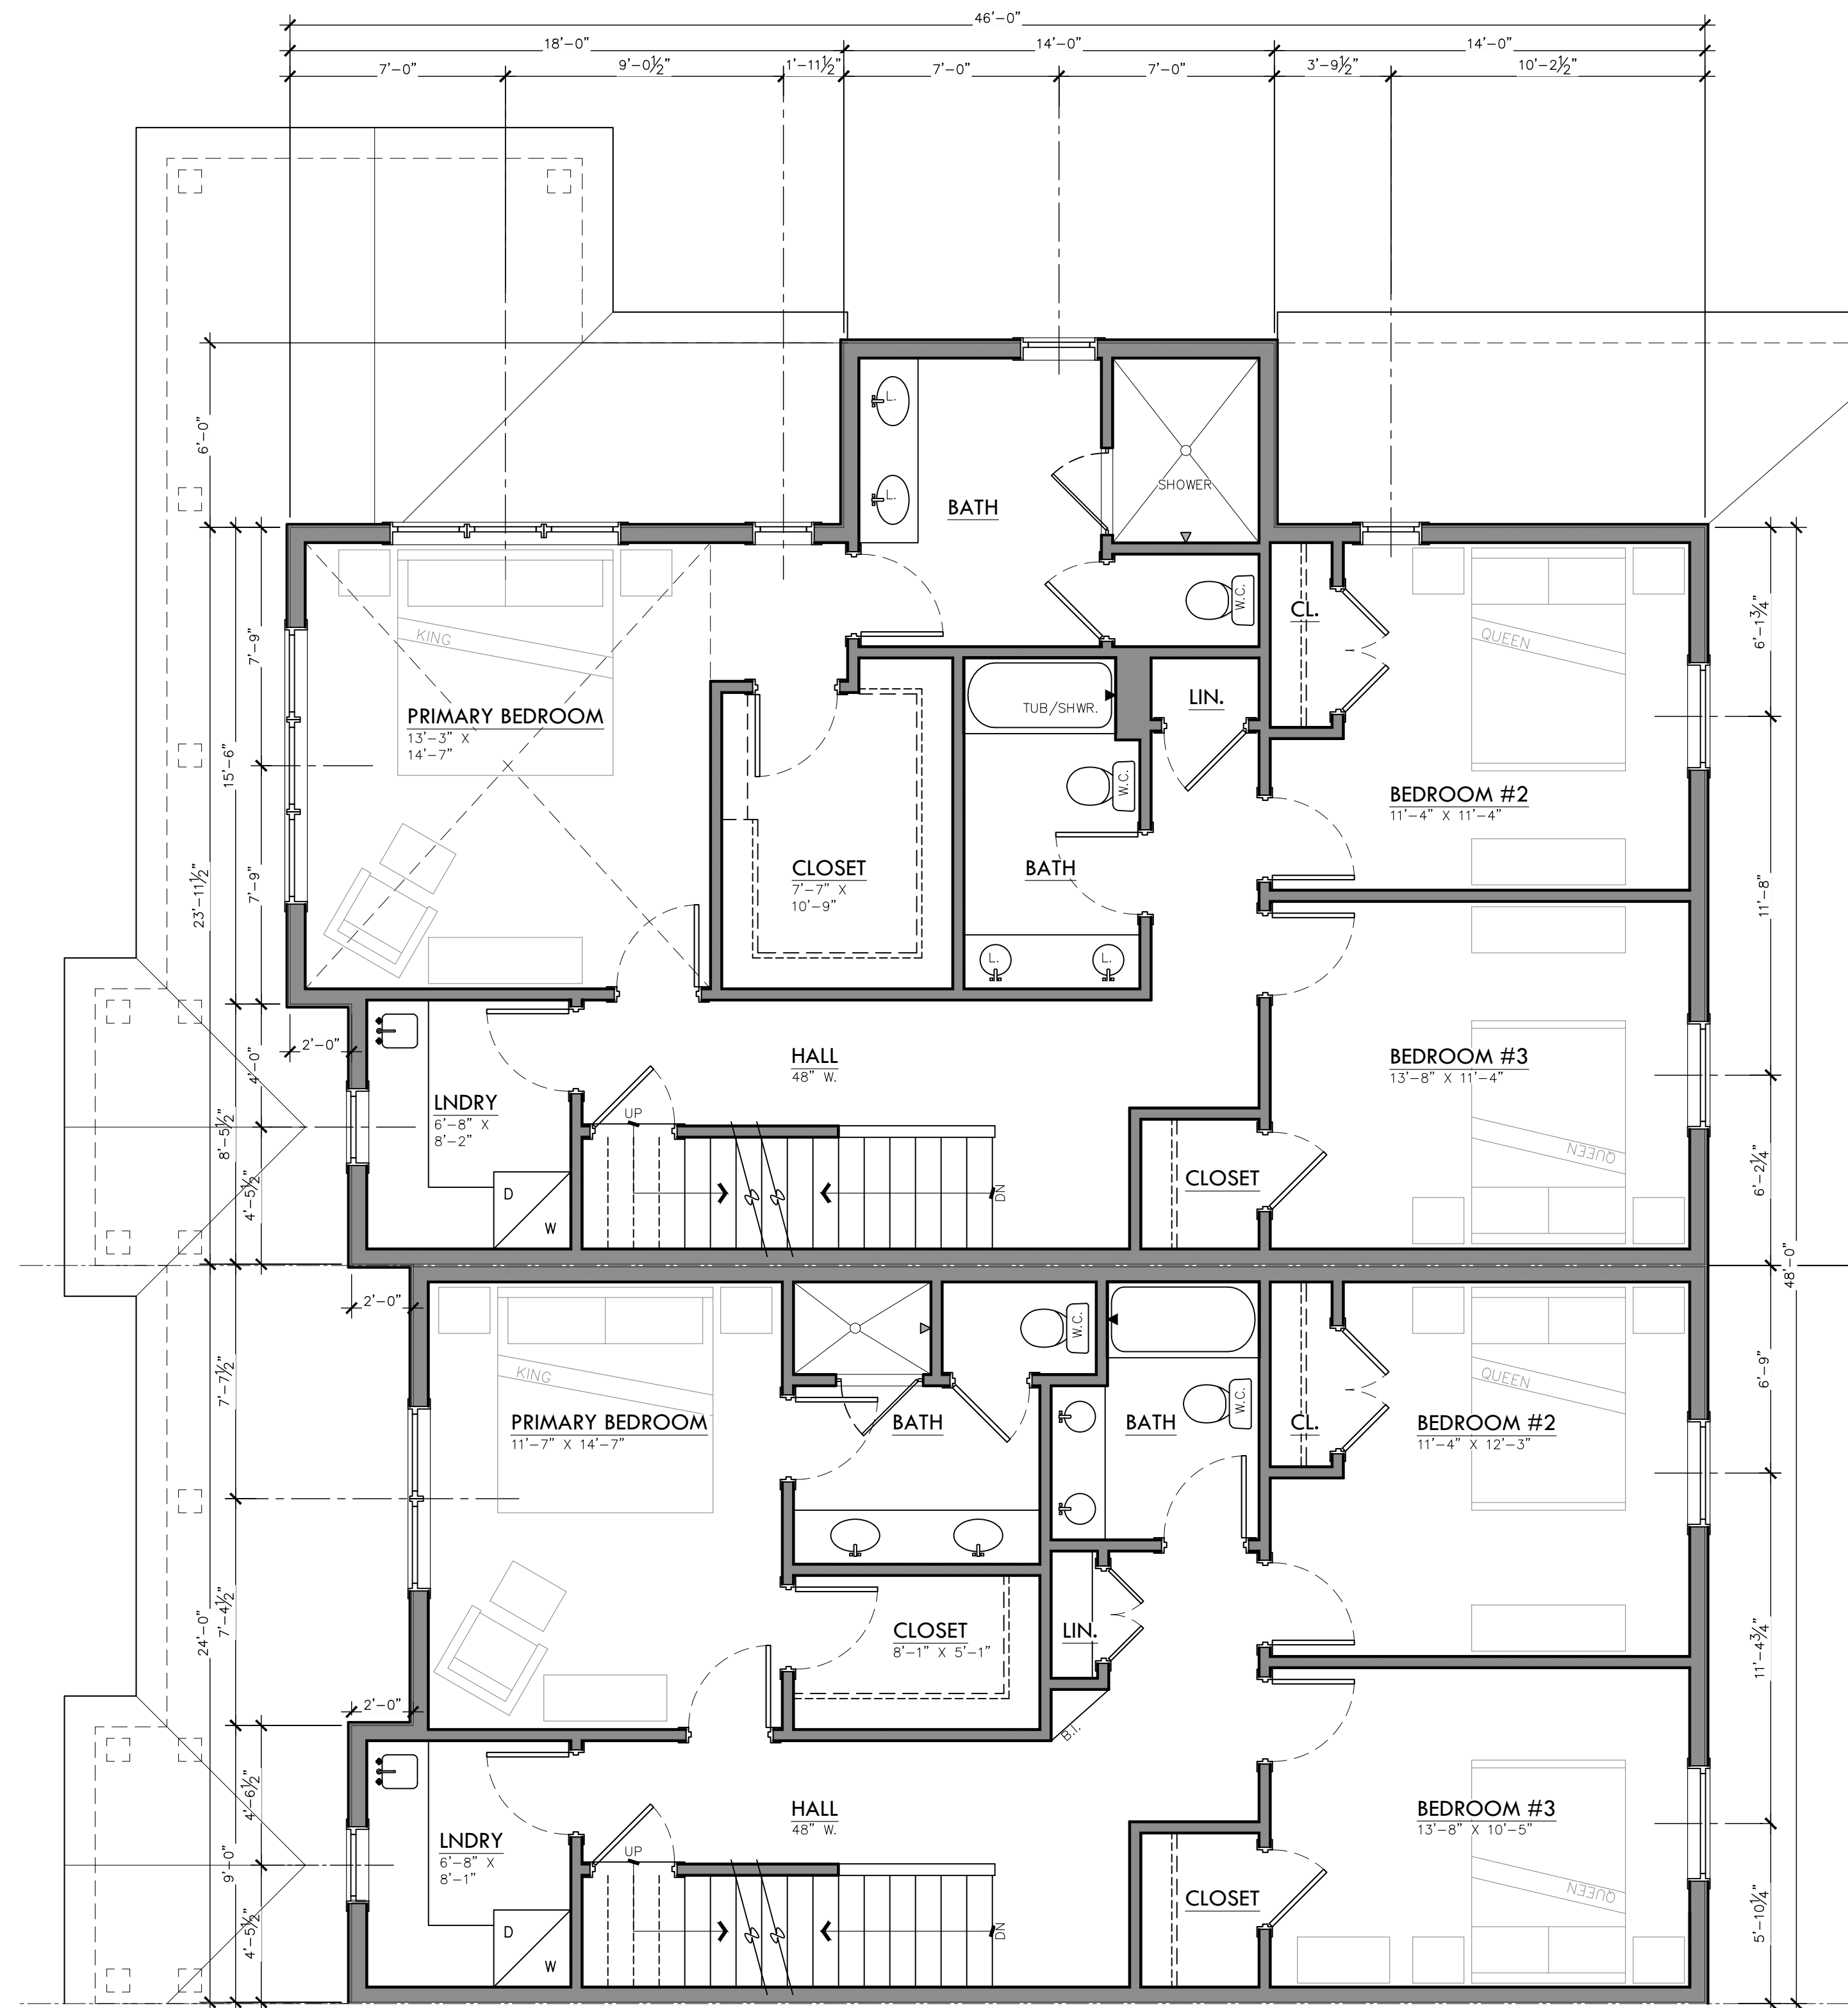 46'-0"
18'-0"
14'-0"
14'-0"
7'-0"
9'-0½"
1'-11½"
7'-0"
7'-0"
3'-9½"
10'-2½"
6'-0"
L.
L.
BATH
SHOWER
W.C.
CL.
QUEEN
6'-1¾"
KING
7'-9"
PRIMARY BEDROOM
13'-3" X
14'-7"
15'-6"
TUB/SHWR.
LIN.
W.C.
BEDROOM #2
11'-4" X 11'-4"
CLOSET
7'-7" X
10'-9"
BATH
23'-11½"
7'-9"
11'-8"
L.
L.
2'-0"
4'-0"
HALL
48" W.
BEDROOM #3
13'-8" X 11'-4"
LNDRY
6'-8" X
8'-2"
UP
8'-5½"
4'-5½"
QUEEN
6'-2¼"
CLOSET
D
W
DN
48'-0"
2'-0"
W.C.
7'-7½"
KING
QUEEN
6'-9"
W.C.
PRIMARY BEDROOM
11'-7" X 14'-7"
BATH
BATH
CL.
BEDROOM #2
11'-4" X 12'-3"
24'-0"
7'-4½"
CLOSET
8'-1" X 5'-1"
LIN.
11'-4¾"
2'-0"
B.I.
4'-6½"
HALL
48" W.
BEDROOM #3
13'-8" X 10'-5"
LNDRY
6'-8" X
8'-1"
UP
9'-0"
4'-5½"
QUEEN
5'-10¼"
CLOSET
D
W
DN